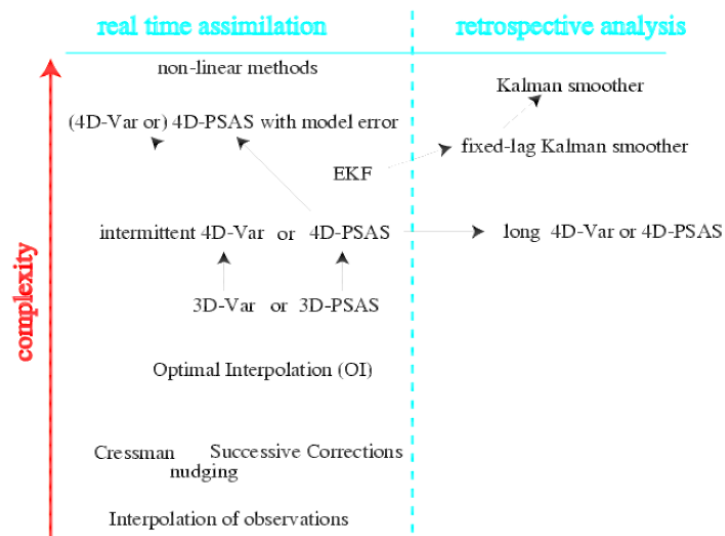 real time assimilation
retrospective analysis
non-linear methods
Kalman smoother
(4D-Var or) 4D-PSAS with model error
fixed-lag Kalman smoother
EKF
intermittent 4D-Var or 4D-PSAS
long 4D-Var or 4D-PSAS
3D-Var or 3D-PSAS
complexity
Optimal Interpolation (OI)
Cressman Successive Corrections
nudging
Interpolation of observations